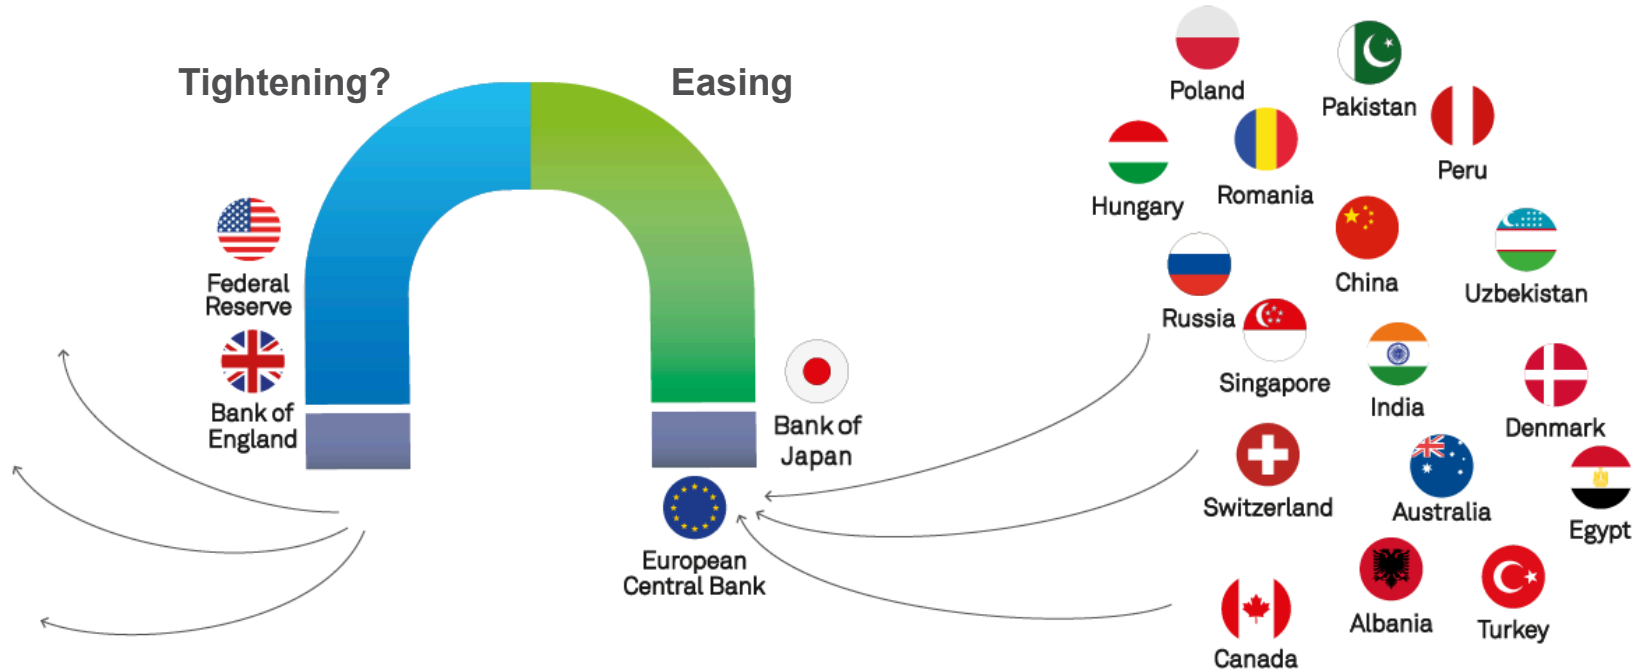 Tightening?
Easing
Federal
Reserve
Bank of
England
Bank of
Japan
European
Central Bank
Poland
Pakistan
Peru
Hungary
Romania
China
Uzbekistan
Russia
Singapore
India
Denmark
Switzerland
Australia
Egypt
Albania
Turkey
Canada